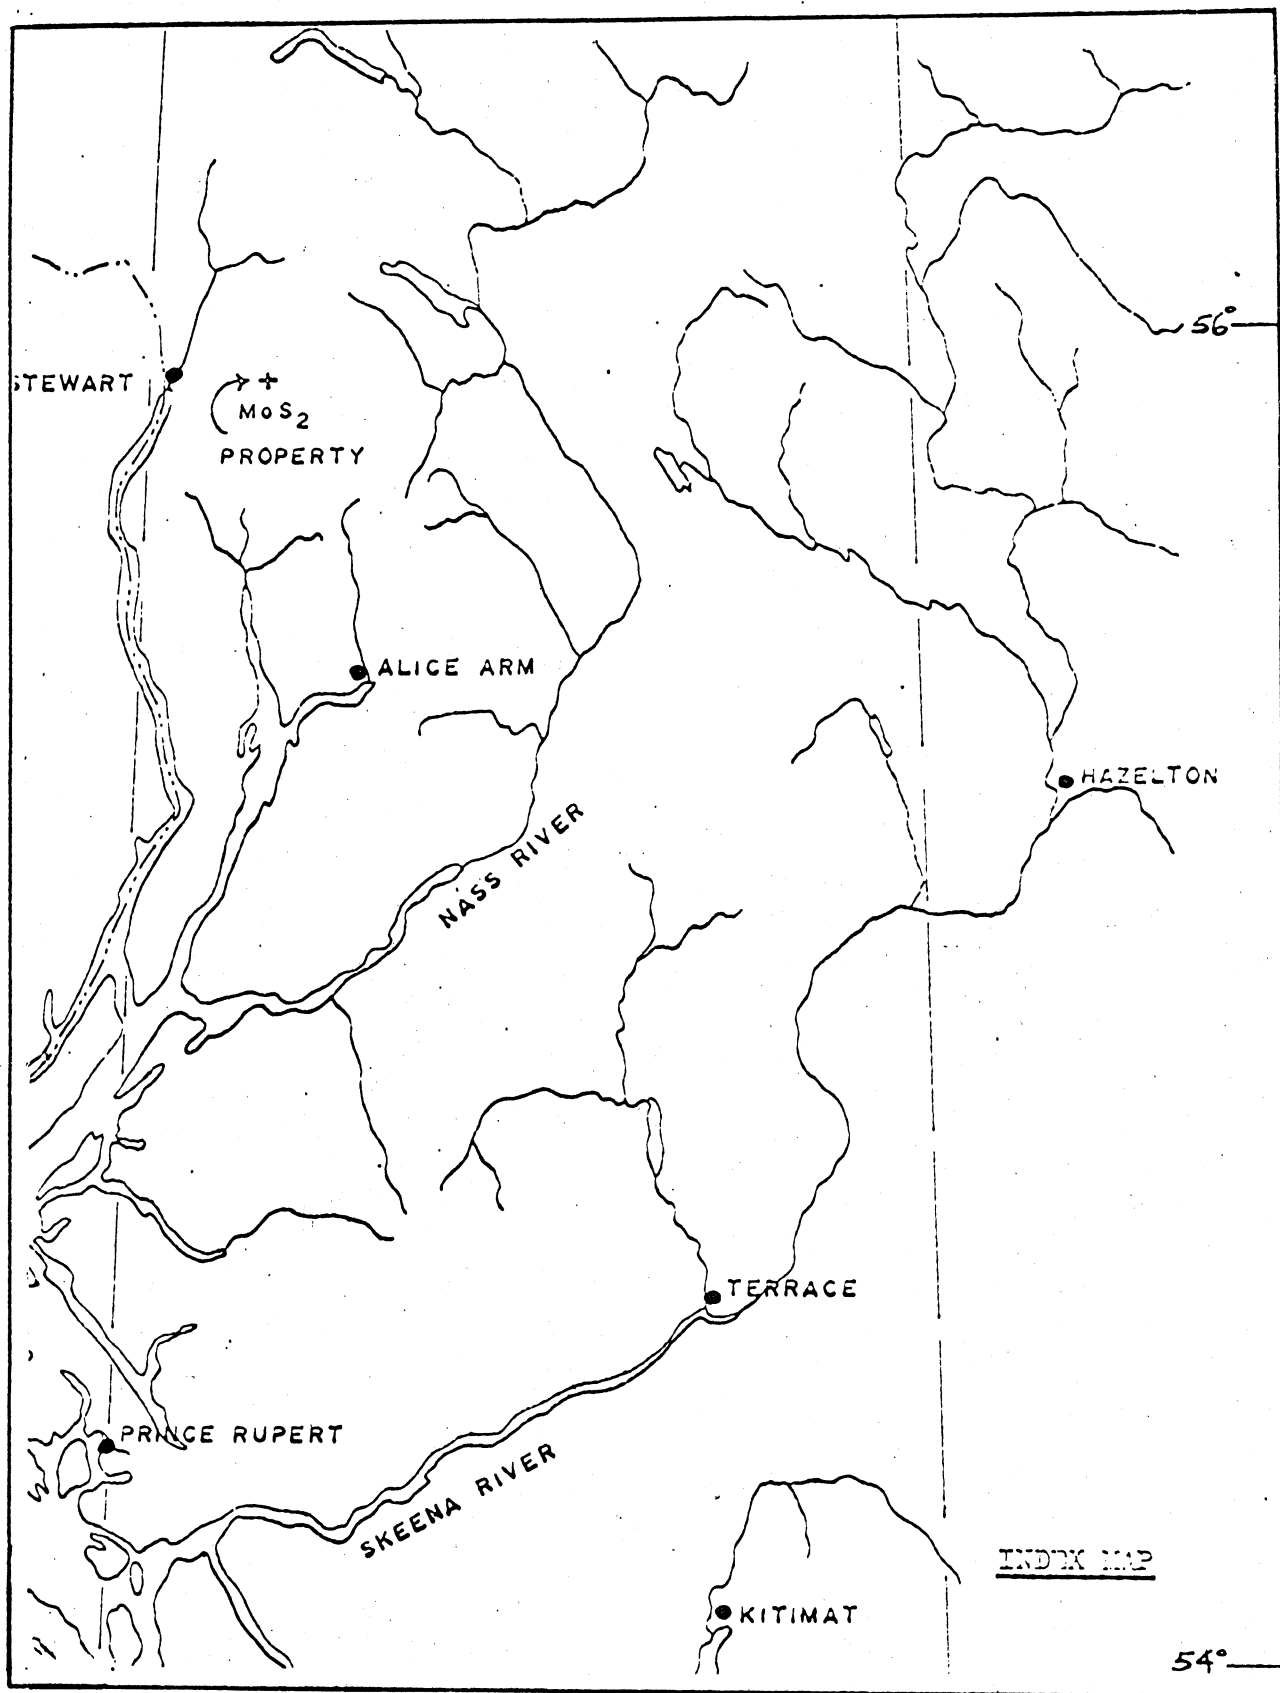 56°
STEWART
MoS2
PROPERTY
ALICE ARM
HAZELTON
NASS RIVER
TERRACE
PRINCE RUPERT
SKEENA RIVER
INDEX MAP
KITIMAT
54°